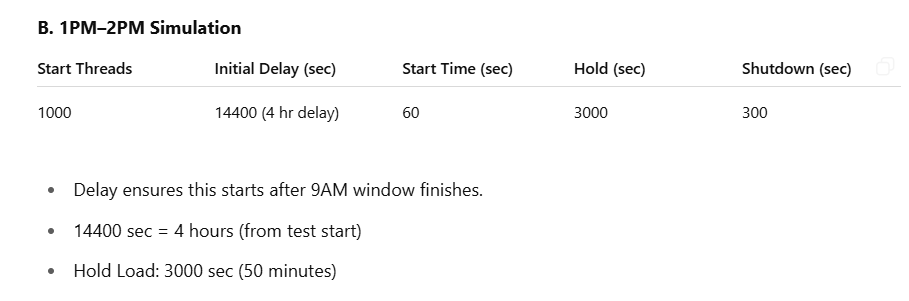 B. 1PM–2PM Simulation
Start Threads Initial Delay (sec) Start Time (sec) Hold (sec) Shutdown (sec)
1000 14400 (4 hr delay) 60 3000 300
• Delay ensures this starts after 9AM window finishes.
• 14400 sec = 4 hours (from test start)
• Hold Load: 3000 sec (50 minutes)